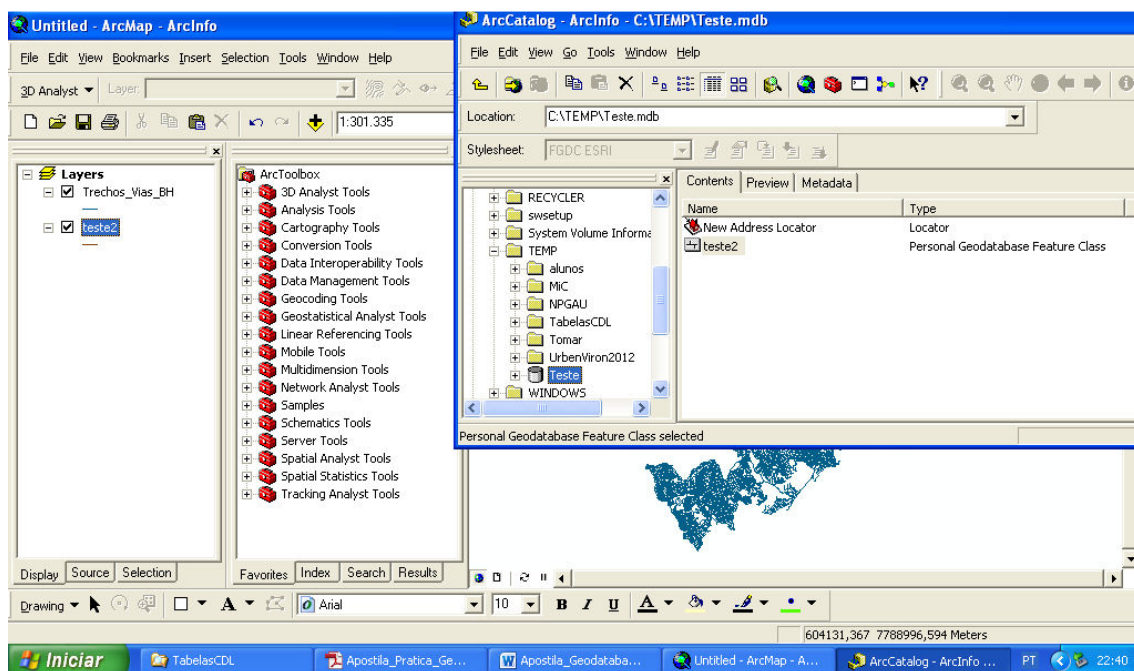 Untitled - ArcMap - ArcInfo
File Edit View Bookmarks Insert Selection Tools Window Help
3D Analyst Layer:
1:301.335
Layers
Trechos_Vias_BH
teste2
Display Source Selection
ArcToolbox
3D Analyst Tools
Analysis Tools
Cartography Tools
Conversion Tools
Data Interoperability Tools
Data Management Tools
Geocoding Tools
Geostatistical Analyst Tools
Linear Referencing Tools
Mobile Tools
Multidimension Tools
Network Analyst Tools
Samples
Schematics Tools
Server Tools
Spatial Analyst Tools
Spatial Statistics Tools
Tracking Analyst Tools
Favorites Index Search Results
ArcCatalog - ArcInfo - C:\TEMP\Teste.mdb
File Edit View Go Tools Window Help
Location: C:\TEMP\Teste.mdb
Stylesheet: FGDC ESRI
RECYCLER
swsetup
System Volume Informa
TEMP
alunos
MiC
NPGAU
TabelasCDL
Tomar
UrbenViron2012
Teste
WINDOWS
Contents Preview Metadata
Name Type
New Address Locator Locator
teste2 Personal Geodatabase Feature Class
Personal Geodatabase Feature Class selected
Drawing A Arial 10 B I U A
604131,367 7788996,594 Meters
Iniciar TabelasCDL Apostila_Pratica_Ge... Apostila_Geodataba... Untitled - ArcMap - A... ArcCatalog - ArcInfo ... PT 22:40